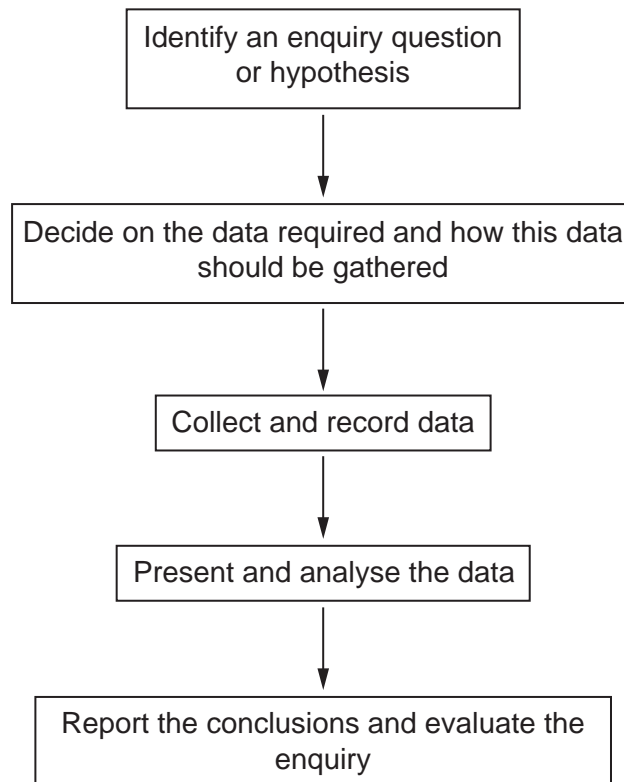 Identify an enquiry question
or hypothesis
Decide on the data required and how this data
should be gathered
Collect and record data
Present and analyse the data
Report the conclusions and evaluate the
enquiry